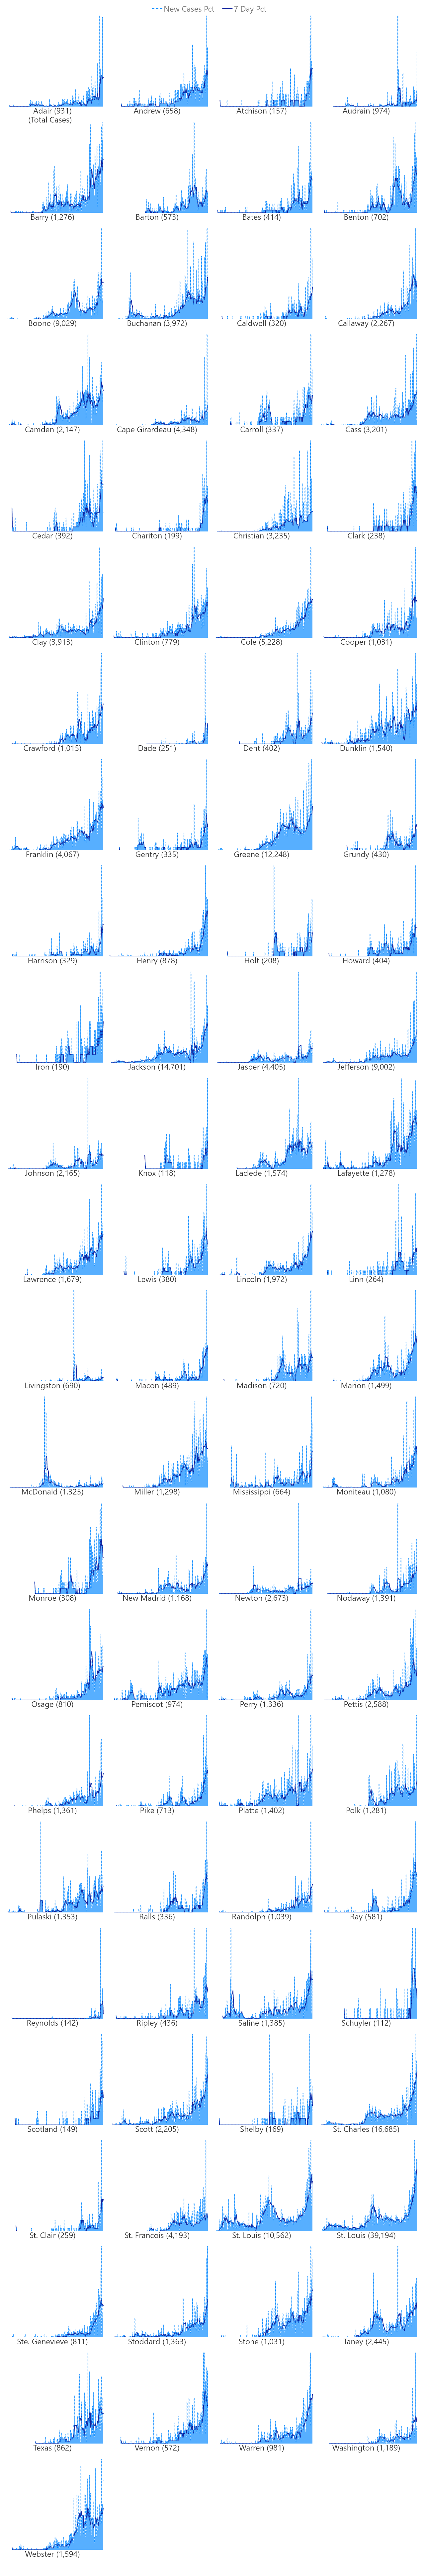 New Cases Pct 7 Day Pct
Adair (931) Andrew (658) Atchison (157) Audrain (974)
(Total Cases)
Barry (1,276) Barton (573) Bates (414) Benton (702)
Boone (9,029) Buchanan (3,972) Caldwell (320) Callaway (2,267)
Camden (2,147) Cape Girardeau (4,348) Carroll (337) Cass (3,201)
Cedar (392) Chariton (199) Christian (3,235) Clark (238)
Clay (3,913) Clinton (779) Cole (5,228) Cooper (1,031)
Crawford (1,015) Dade (251) Dent (402) Dunklin (1,540)
Franklin (4,067) Gentry (335) Greene (12,248) Grundy (430)
Harrison (329) Henry (878) Holt (208) Howard (404)
Iron (190) Jackson (14,701) Jasper (4,405) Jefferson (9,002)
Johnson (2,165) Knox (118) Laclede (1,574) Lafayette (1,278)
Lawrence (1,679) Lewis (380) Lincoln (1,972) Linn (264)
Livingston (690) Macon (489) Madison (720) Marion (1,499)
McDonald (1,325) Miller (1,298) Mississippi (664) Moniteau (1,080)
Monroe (308) New Madrid (1,168) Newton (2,673) Nodaway (1,391)
Osage (810) Pemiscot (974) Perry (1,336) Pettis (2,588)
Phelps (1,361) Pike (713) Platte (1,402) Polk (1,281)
Pulaski (1,353) Ralls (336) Randolph (1,039) Ray (581)
Reynolds (142) Ripley (436) Saline (1,385) Schuyler (112)
Scotland (149) Scott (2,205) Shelby (169) St. Charles (16,685)
St. Clair (259) St. Francois (4,193) St. Louis (10,562) St. Louis (39,194)
Ste. Genevieve (811) Stoddard (1,363) Stone (1,031) Taney (2,445)
Texas (862) Vernon (572) Warren (981) Washington (1,189)
Webster (1,594)